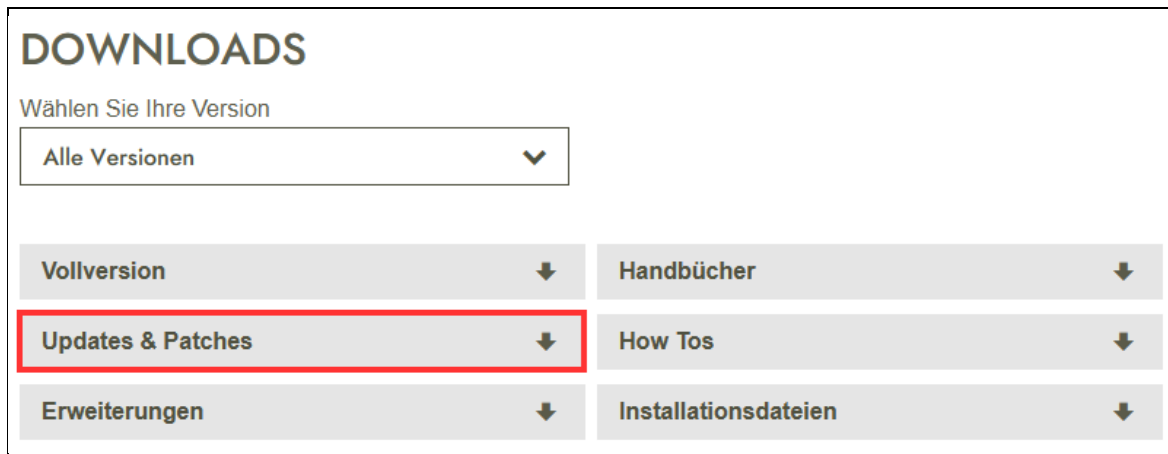 DOWNLOADS
Wählen Sie Ihre Version
Alle Versionen
Vollversion
Handbücher
Updates & Patches
How Tos
Erweiterungen
Installationsdateien